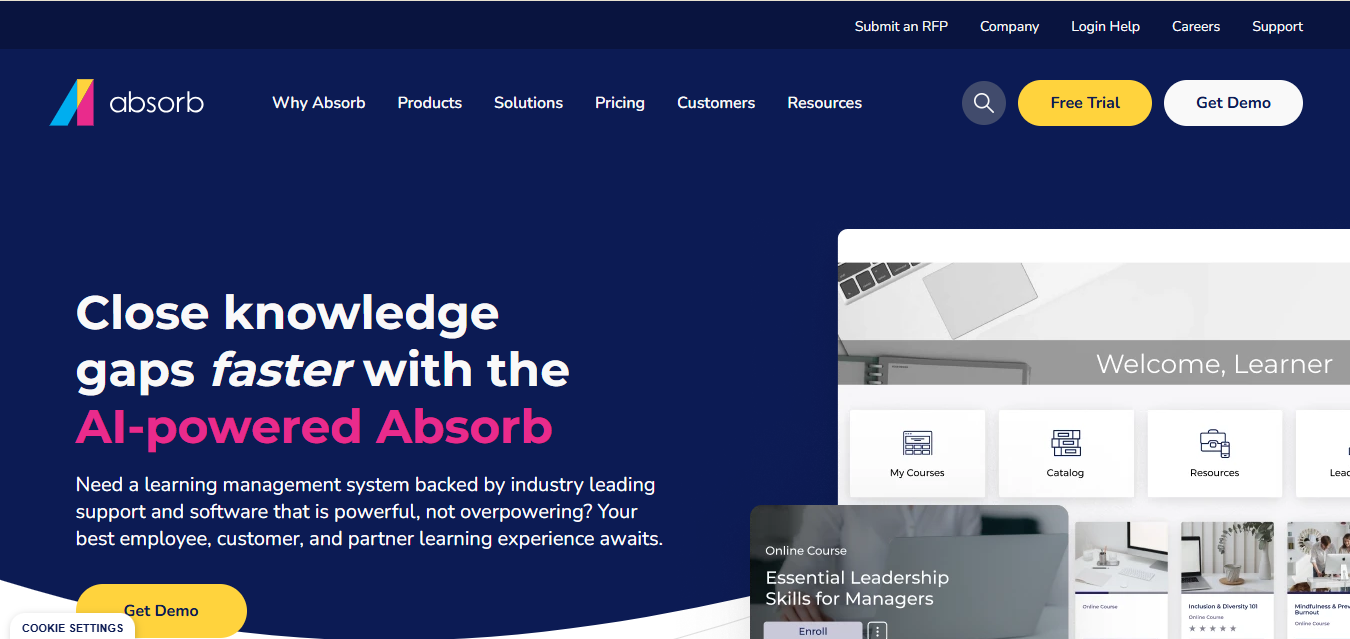 Submit an RFP Company Login Help Careers Support
absorb Why Absorb Products Solutions Pricing Customers Resources Free Trial Get Demo
Close knowledge
gaps faster with the
AI-powered Absorb
Need a learning management system backed by industry leading
support and software that is powerful, not overpowering? Your
best employee, customer, and partner learning experience awaits.
Get Demo
COOKIE SETTINGS
Welcome, Learner
My Courses Catalog Resources
Online Course
Essential Leadership
Skills for Managers
Enroll
Online Course
Inclusion & Diversity 101
Online Course
Mindfulness &
Burnout
Online Course